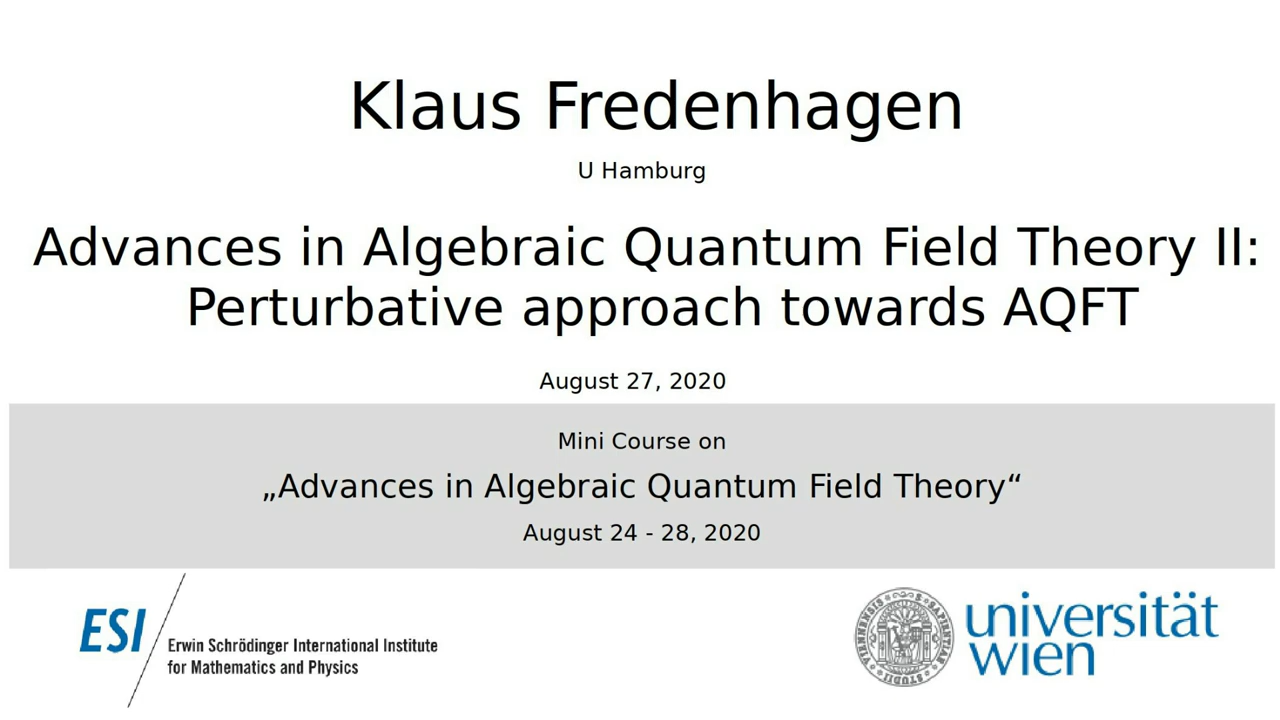 Klaus Fredenhagen
U Hamburg
Advances in Algebraic Quantum Field Theory II:
Perturbative approach towards AQFT
August 27, 2020
Mini Course on
„Advances in Algebraic Quantum Field Theory“
August 24 - 28, 2020
ESI
Erwin Schrödinger International Institute
for Mathematics and Physics
universität
wien